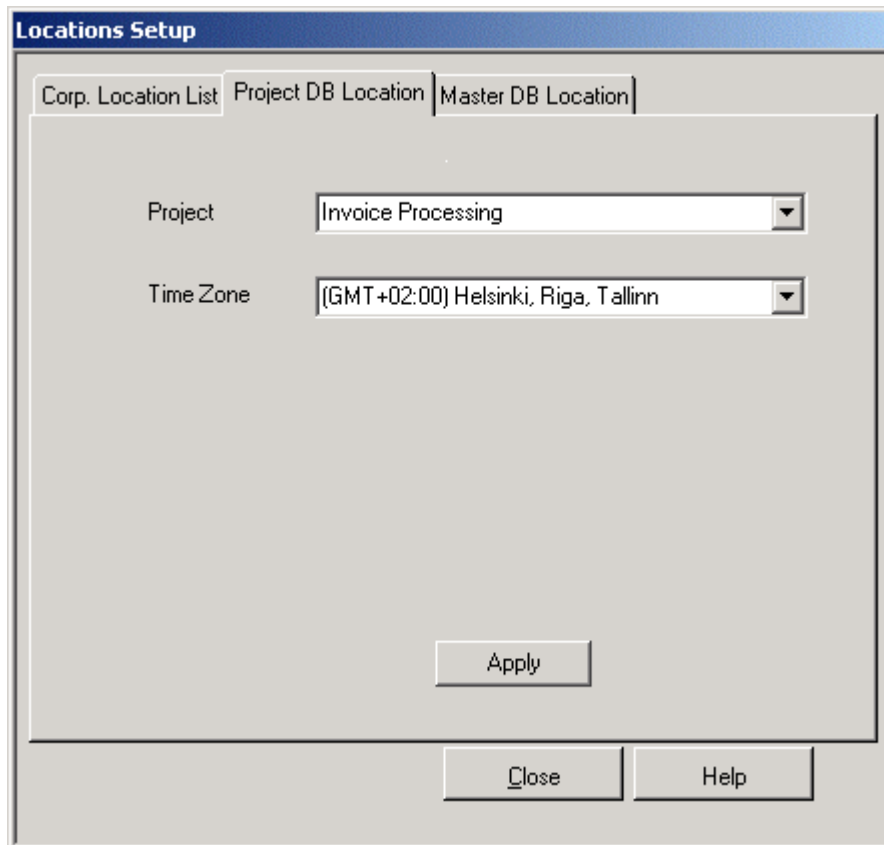 Locations Setup
Corp. Location List Project DB Location Master DB Location
Project Invoice Processing
Time Zone (GMT+02:00) Helsinki, Riga, Tallinn
Apply
Close Help